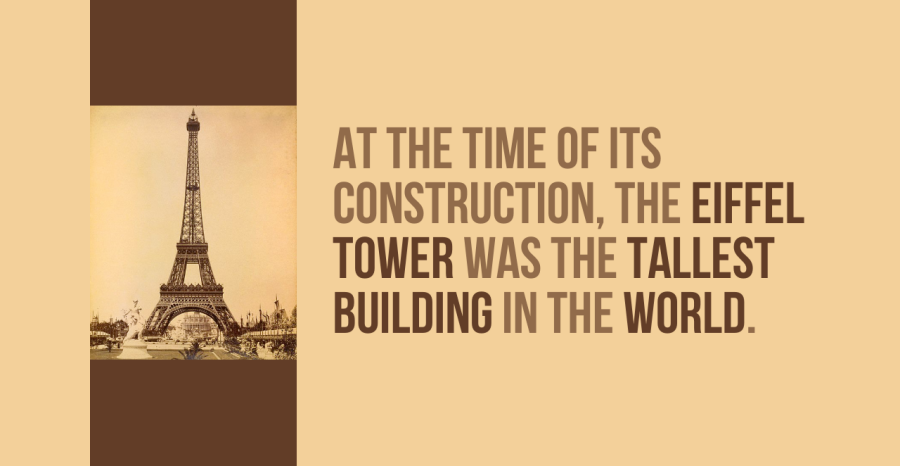 AT THE TIME OF ITS
CONSTRUCTION, THE EIFFEL
TOWER WAS THE TALLEST
BUILDING IN THE WORLD.